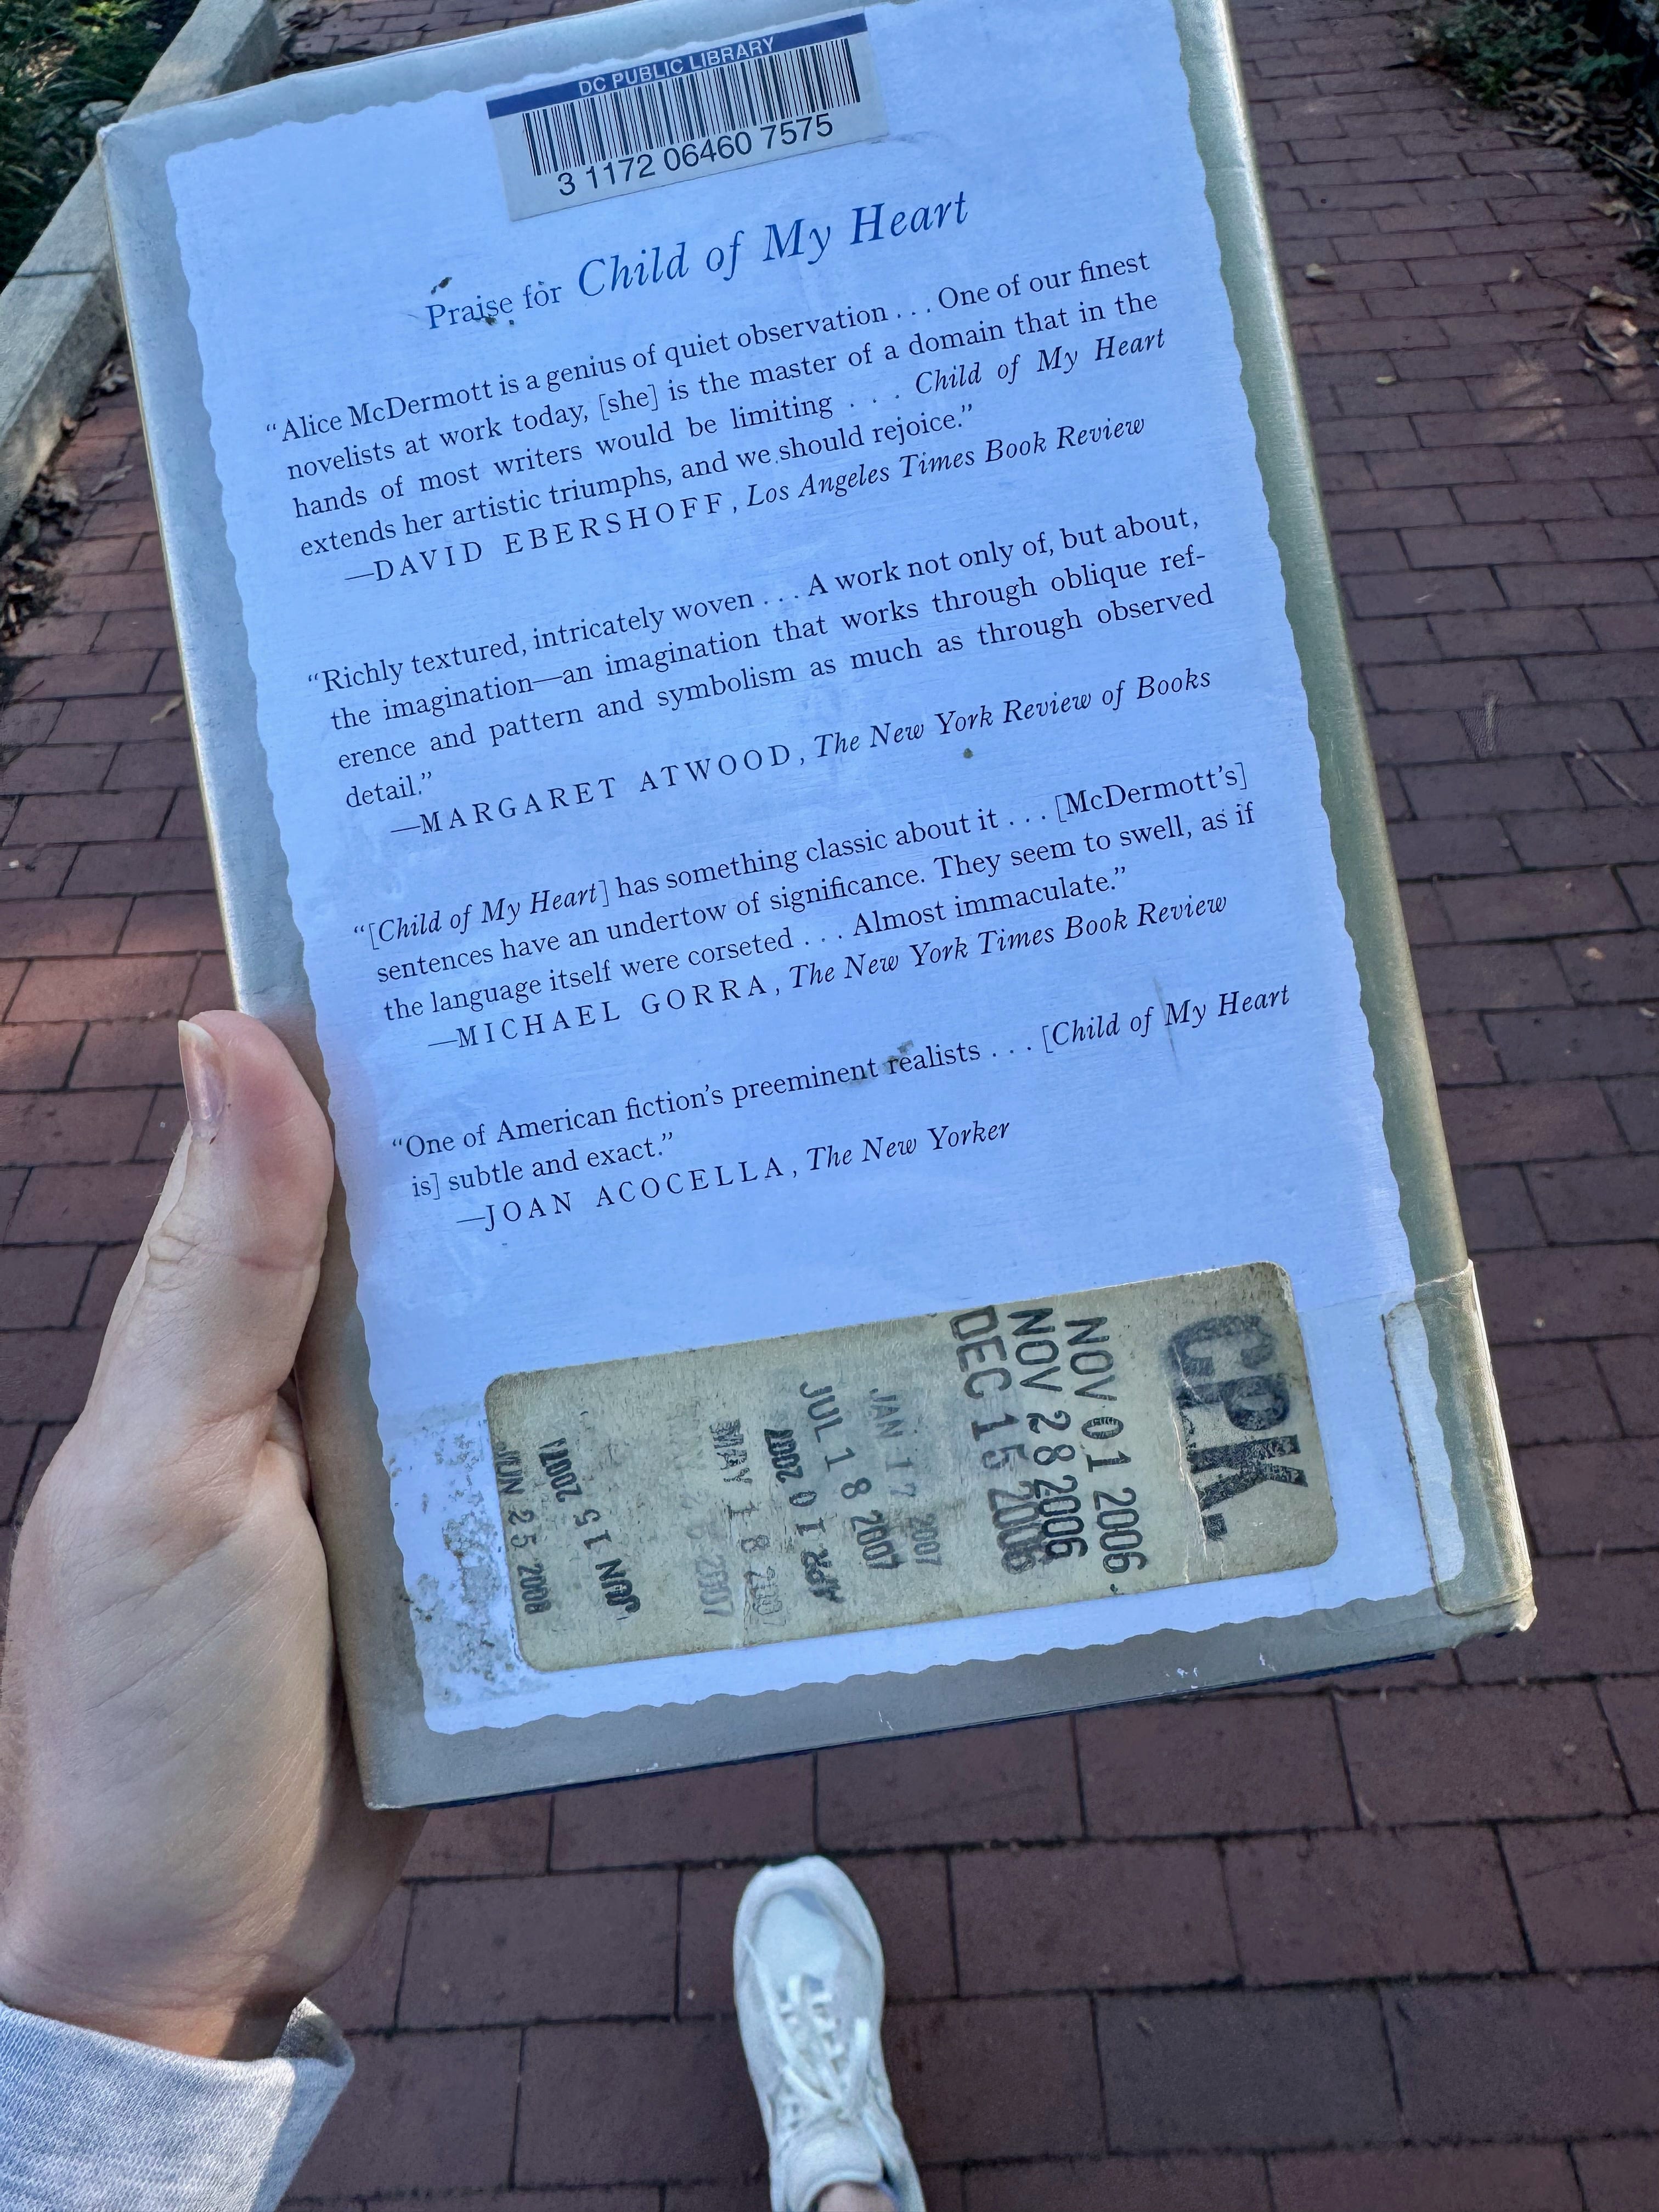 DC PUBLIC LIBRARY
3 1172 06460 7575
Praise for Child of My Heart
“Alice McDermott is a genius of quiet observation . . . One of our finest
novelists at work today, [she] is the master of a domain that in the
hands of most writers would be limiting . . . Child of My Heart
extends her artistic triumphs, and we should rejoice.”
—DAVID EBERSHOFF, Los Angeles Times Book Review
“Richly textured, intricately woven . . . A work not only of, but about,
the imagination—an imagination that works through oblique ref-
erence and pattern and symbolism as much as through observed
detail.”
—MARGARET ATWOOD, The New York Review of Books
“[Child of My Heart] has something classic about it . . . [McDermott’s]
sentences have an undertow of significance. They seem to swell, as if
the language itself were corseted . . . Almost immaculate.”
—MICHAEL GORRA, The New York Times Book Review
“One of American fiction’s preeminent realists . . . [Child of My Heart
is] subtle and exact.”
—JOAN ACOCELLA, The New Yorker
CPK.
NOV 01 2006
NOV 28 2006
DEC 15 2006
JAN 17 2007
JUL 18 2007
APR 10 2007
MAY 18 2007
2007
JUN 15 2007
JUN 25 2008